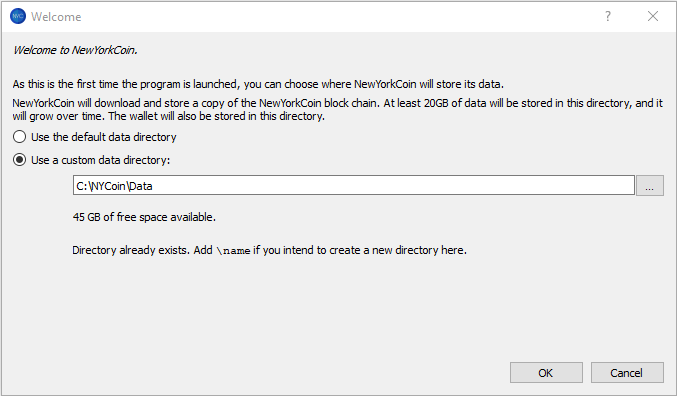 NYC Welcome ?
Welcome to NewYorkCoin.
As this is the first time the program is launched, you can choose where NewYorkCoin will store its data.
NewYorkCoin will download and store a copy of the NewYorkCoin block chain. At least 20GB of data will be stored in this directory, and it
will grow over time. The wallet will also be stored in this directory.
Use the default data directory
Use a custom data directory:
C:\NYCoin\Data ...
45 GB of free space available.
Directory already exists. Add \name if you intend to create a new directory here.
OK Cancel